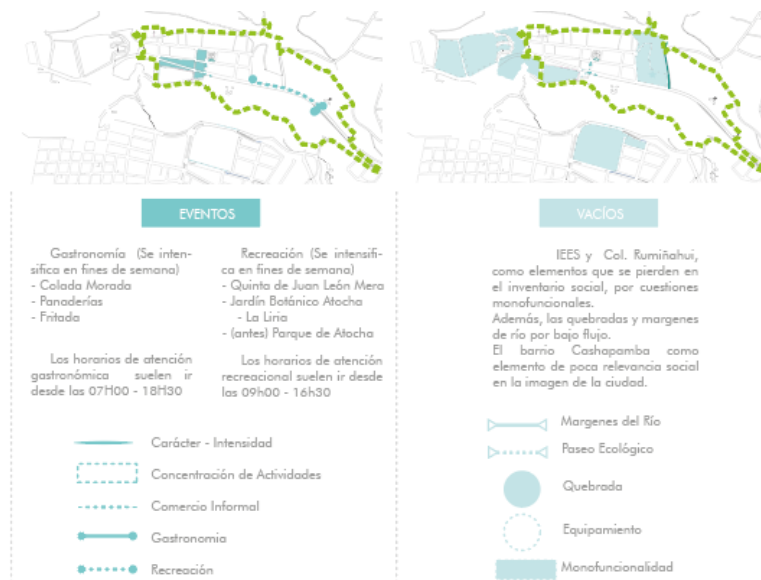 EVENTOS
Gastronomía (Se inten-
sifica en fines de semana)
- Colada Morada
- Panaderías
- Fritada
Los horarios de atención
gastronómica suelen ir
desde las 07H00 - 18H30
Recreación (Se intensifi-
ca en fines de semana)
- Quinta de Juan León Mera
- Jardín Botánico Atocha
- La Liria
- (antes) Parque de Atocha
Los horarios de atención
recreacional suelen ir desde
las 09h00 - 16h30
Carácter - Intensidad
Concentración de Actividades
Comercio Informal
Gastronomia
Recreación
VACÍOS
IEES y Col. Rumiñahui,
como elementos que se pierden en
el inventario social, por cuestiones
monofuncionales.
Además, las quebradas y margenes
de río por bajo flujo.
El barrio Cashapamba como
elemento de poca relevancia social
en la imagen de la ciudad.
Margenes del Río
Paseo Ecológico
Quebrada
Equipamiento
Monofuncionalidad